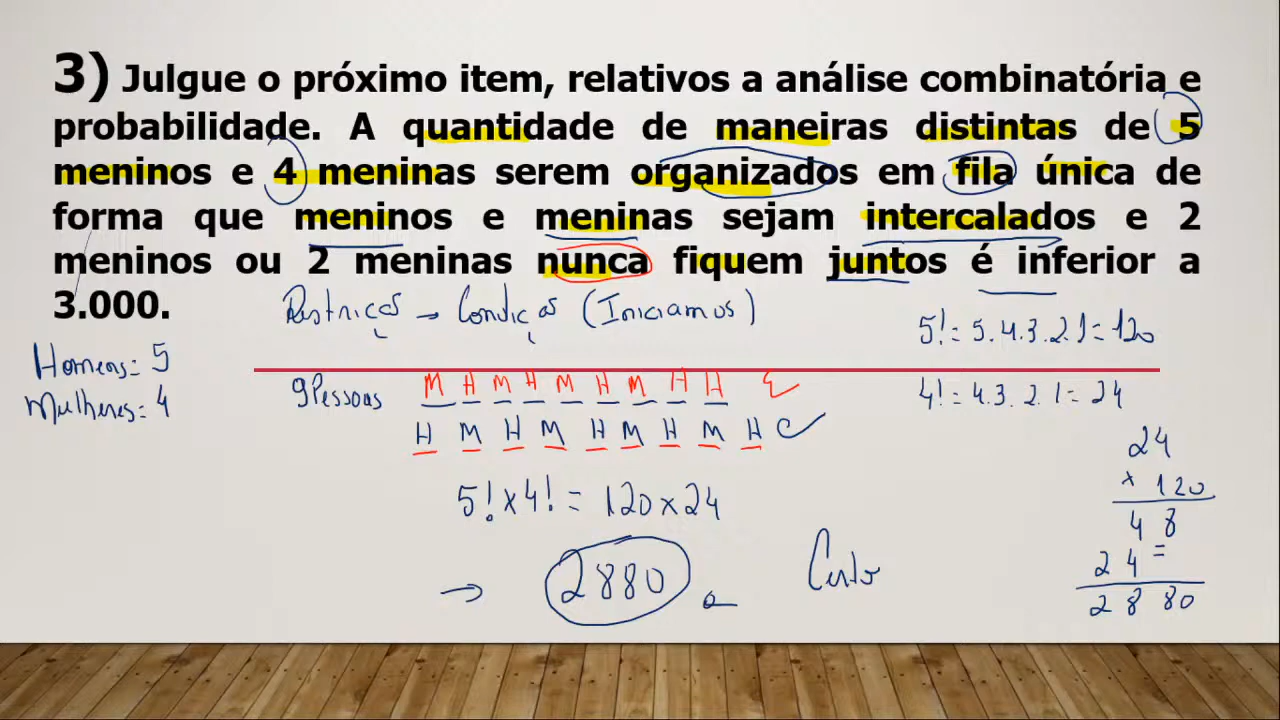 3) Julgue o próximo item, relativos a análise combinatória e
probabilidade. A quantidade de maneiras distintas de 5
meninos e 4 meninas serem organizados em fila única de
forma que meninos e meninas sejam intercalados e 2
meninos ou 2 meninas nunca fiquem juntos é inferior a
3.000.
Restrições → Condições (Iniciamos)
5! = 5.4.3.2.1 = 120
Homens = 5
Mulheres = 4
9 Pessoas M H M H M H M H H E
4! = 4.3.2.1 = 24
H M H M H M H M H C
5! x 4! = 120 x 24
→ 2880
Certo
24
x 120
48
24 =
2880